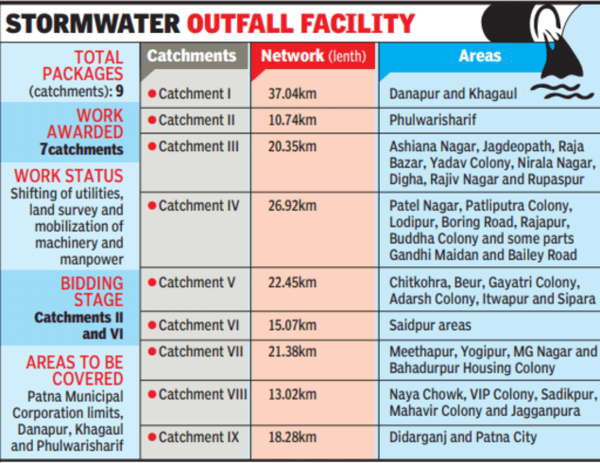 STORMWATER OUTFALL FACILITY
TOTAL
PACKAGES
(catchments): 9
WORK
AWARDED
7catchments
WORK STATUS
Shifting of utilities,
land survey and
mobilization of
machinery and
manpower
BIDDING
STAGE
Catchments II
and VI
AREAS TO BE
COVERED
Patna Municipal
Corporation limits,
Danapur, Khagaul
and Phulwarisharif
Catchments Network (lenth) Areas
Catchment I 37.04km Danapur and Khagaul
Catchment II 10.74km Phulwarisharif
Catchment III 20.35km Ashiana Nagar, Jagdeopath, Raja
Bazar, Yadav Colony, Nirala Nagar,
Digha, Rajiv Nagar and Rupaspur
Catchment IV 26.92km Patel Nagar, Patliputra Colony,
Lodipur, Boring Road, Rajapur,
Buddha Colony and some parts
Gandhi Maidan and Bailey Road
Catchment V 22.45km Chitkohra, Beur, Gayatri Colony,
Adarsh Colony, Itwapur and Sipara
Catchment VI 15.07km Saidpur areas
Catchment VII 21.38km Meethapur, Yogipur, MG Nagar and
Bahadurpur Housing Colony
Catchment VIII 13.02km Naya Chowk, VIP Colony, Sadikpur,
Mahavir Colony and Jagganpura
Catchment IX 18.28km Didarganj and Patna City